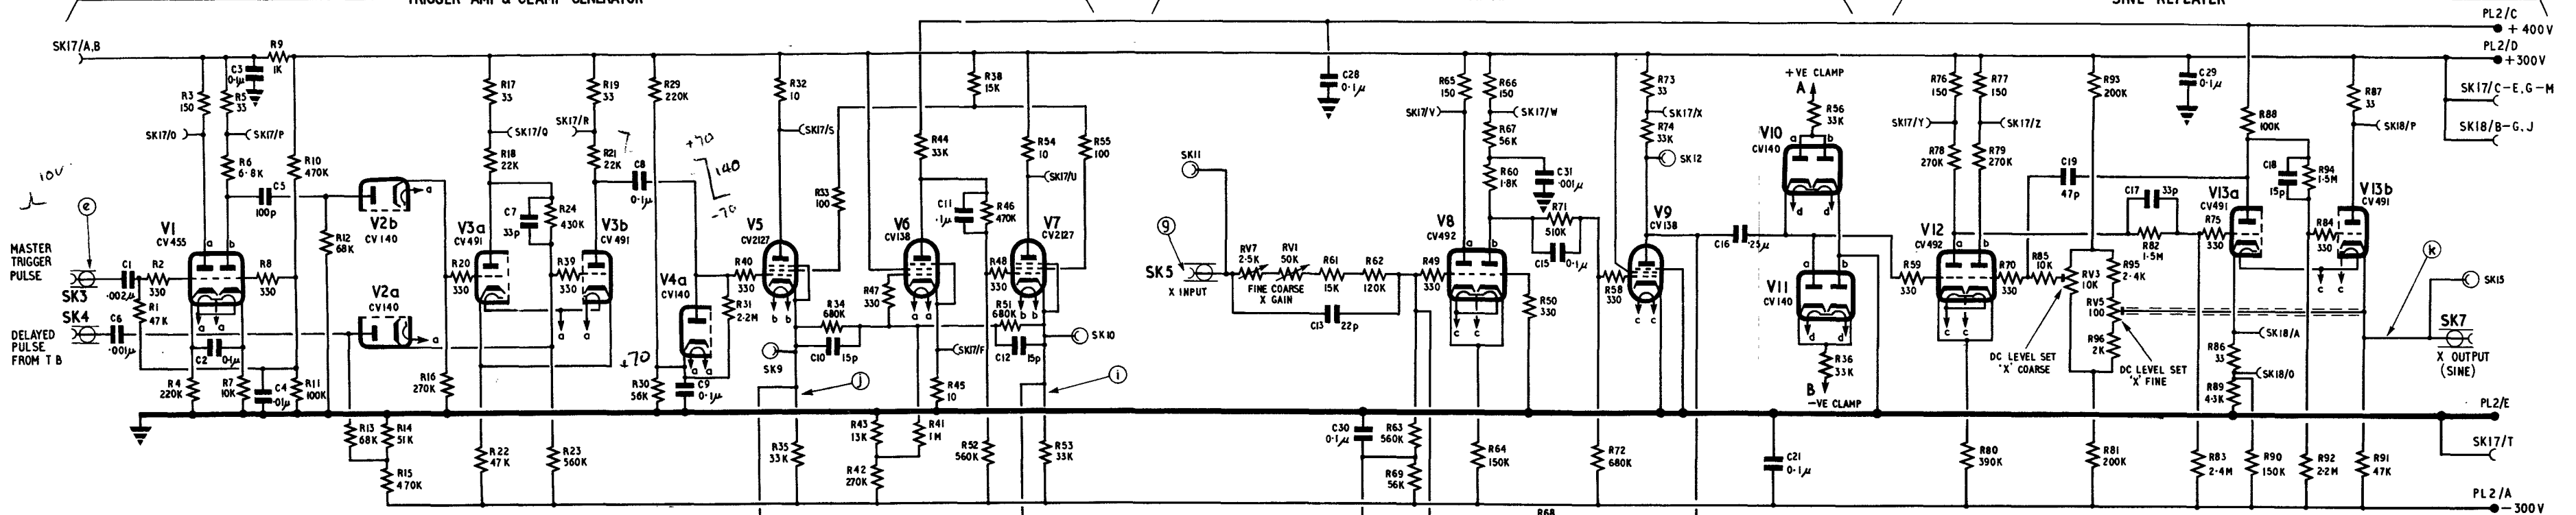 TRIGGER AMP & CLAMP GENERATOR
SINE REPEATER
PL2/C
+400V
PL2/D
+300V
SK17/A,B
R9
1K
C3
0·1µ
R3
150
R5
33
SK17/O
SK17/P
R6
6·8K
R10
470K
C5
100p
R17
33
SK17/Q
R18
22K
R19
33
SK17/R
R21
22K
R29
220K
C8
0·1µ
7
+70
140
-70
R32
10
SK17/S
R33
100
R38
15K
R44
33K
R54
10
R55
100
SK17/U
C11
·1µ
R46
470K
C28
0·1µ
R65
150
R66
150
SK17/V
SK17/W
R67
56K
R60
1·8K
C31
·001µ
R71
510K
C15
0·1µ
R73
33
SK17/X
R74
33K
SK12
+VE CLAMP
A
R56
33K
V10
CV140
a
b
d
d
R76
150
R77
150
SK17/Y
SK17/Z
R78
270K
R79
270K
R93
200K
C29
0·1µ
C19
47p
R88
100K
C18
15p
R94
1·5M
R87
33
SK18/P
SK17/C-E,G-M
SK18/B-G,J
10V
e
MASTER
TRIGGER
PULSE
SK3
C1
·002µ
R2
330
R1
47K
V1
CV455
a
b
R8
330
a
a
C2
0·1µ
SK4
DELAYED
PULSE
FROM T B
C6
·001µ
R4
220K
R7
10K
C4
·01µ
R11
100K
R12
68K
V2b
CV140
a
V2a
CV140
a
R16
270K
R20
330
V3a
CV491
C7
33p
R24
430K
R39
330
V3b
CV491
a
a
V4a
CV140
a
a
R31
2·2M
+70
R30
56K
C9
0·1µ
R40
330
V5
CV2127
b
b
R34
680K
C10
15p
SK9
j
V6
CV138
R47
330
a
a
SK17/F
R45
10
R48
330
V7
CV2127
R51
680K
b
b
C12
15p
SK10
i
SK11
g
SK5
X INPUT
RV7
2·5K
RV1
50K
FINE COARSE
X GAIN
R61
15K
R62
120K
C13
22p
R49
330
V8
CV492
a
b
c
c
R50
330
R58
330
V9
CV138
c
c
C16
·25µ
V11
CV140
a
b
d
d
R36
33K
B
-VE CLAMP
R59
330
V12
CV492
a
b
c
c
R70
330
R85
10K
RV3
10K
R95
2·4K
RV5
100
R96
2K
DC LEVEL SET
'X' COARSE
DC LEVEL SET
'X' FINE
C17
33p
R82
1·5M
R75
330
V13a
CV491
R84
330
V13b
CV491
c
c
SK18/A
R86
33
SK18/O
R89
4·3K
k
SK15
SK7
X OUTPUT
(SINE)
PL2/E
SK17/T
R13
68K
R14
51K
R15
470K
R22
47K
R23
560K
R35
33K
R43
13K
R41
1M
R42
270K
R52
560K
R53
33K
C30
0·1µ
R63
560K
R69
56K
R64
150K
R72
680K
R68
C21
0·1µ
R80
390K
R81
200K
R83
2·4M
R90
150K
R92
2·2M
R91
47K
PL2/A
-300V